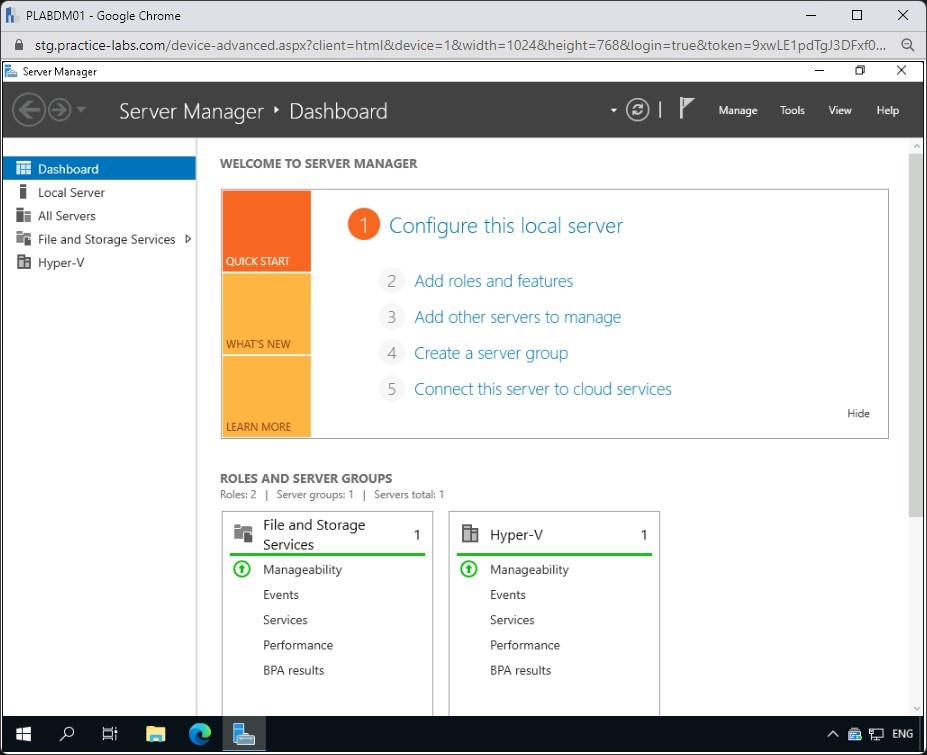 PLABDM01 - Google Chrome
stg.practice-labs.com/device-advanced.aspx?client=html&device=1&width=1024&height=768&login=true&token=9xwLE1pdTgJ3DFxf0...
Server Manager
Server Manager Dashboard
Manage Tools View Help
Dashboard
Local Server
All Servers
File and Storage Services
Hyper-V
WELCOME TO SERVER MANAGER
QUICK START
WHAT'S NEW
LEARN MORE
1 Configure this local server
2 Add roles and features
3 Add other servers to manage
4 Create a server group
5 Connect this server to cloud services
Hide
ROLES AND SERVER GROUPS
Roles: 2 | Server groups: 1 | Servers total: 1
File and Storage
Services 1
Manageability
Events
Services
Performance
BPA results
Hyper-V 1
Manageability
Events
Services
Performance
BPA results
ENG